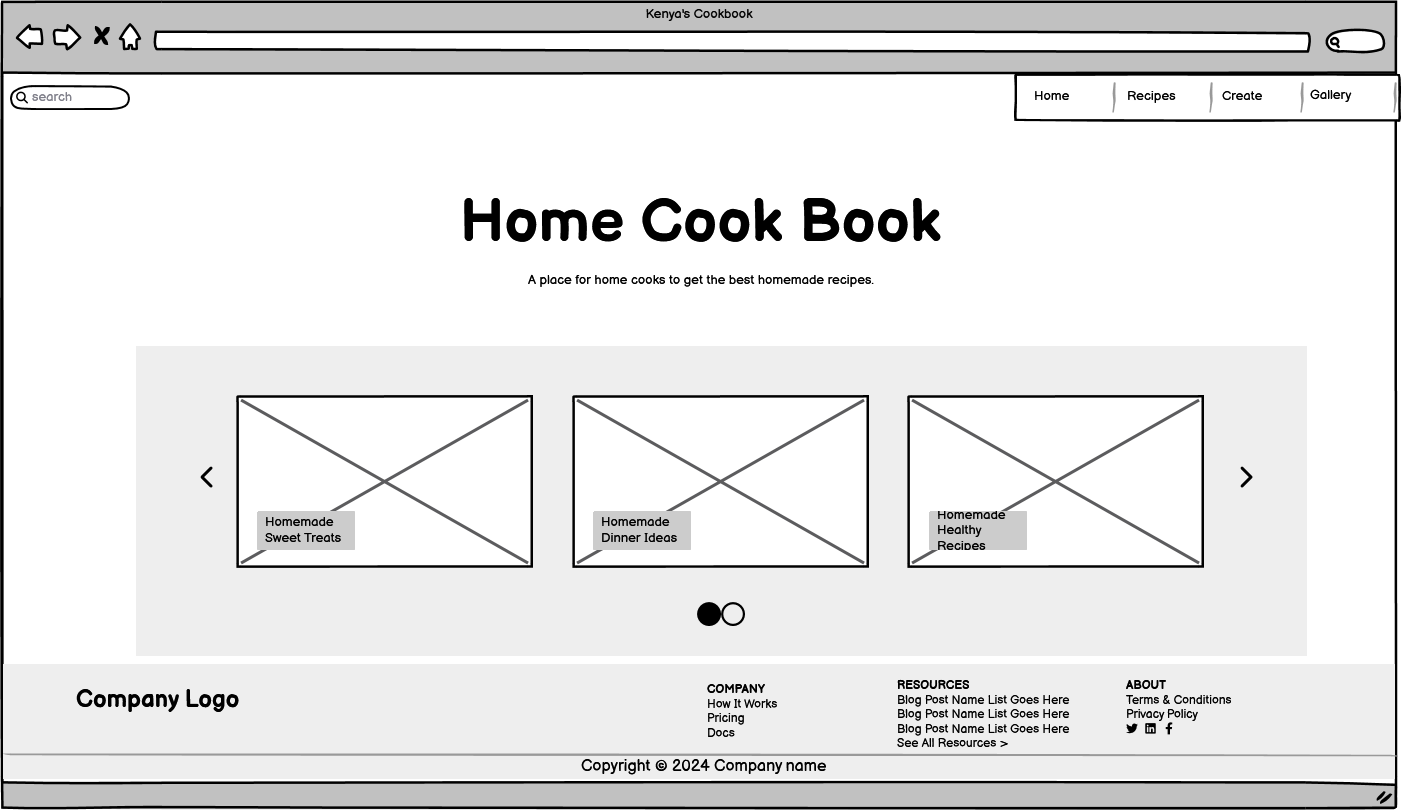 Kenya's Cookbook
search
Home
Recipes
Create
Gallery
Home Cook Book
A place for home cooks to get the best homemade recipes.
Homemade
Sweet Treats
Homemade
Dinner Ideas
Homemade
Healthy
Recipes
Company Logo
COMPANY
How It Works
Pricing
Docs
RESOURCES
Blog Post Name List Goes Here
Blog Post Name List Goes Here
Blog Post Name List Goes Here
See All Resources >
ABOUT
Terms & Conditions
Privacy Policy
Copyright © 2024 Company name